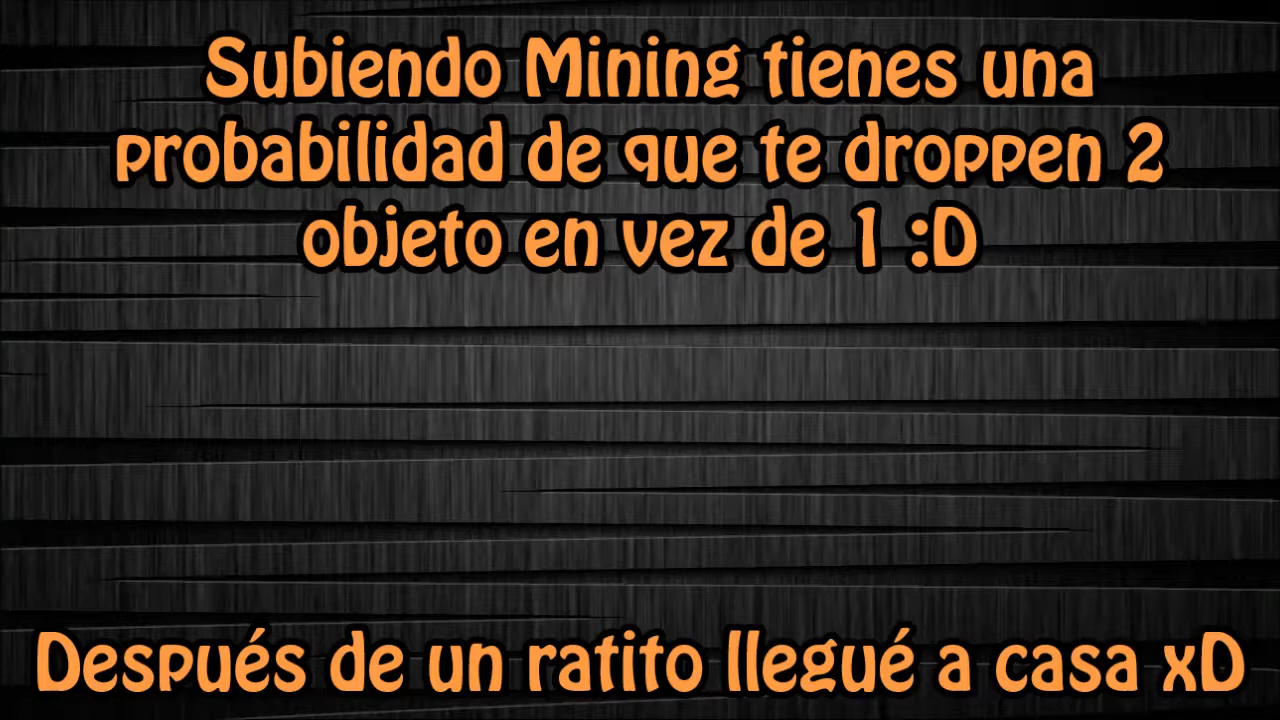 Subiendo Mining tienes una
probabilidad de que te droppen 2
objeto en vez de 1 :D
Después de un ratito llegué a casa xD